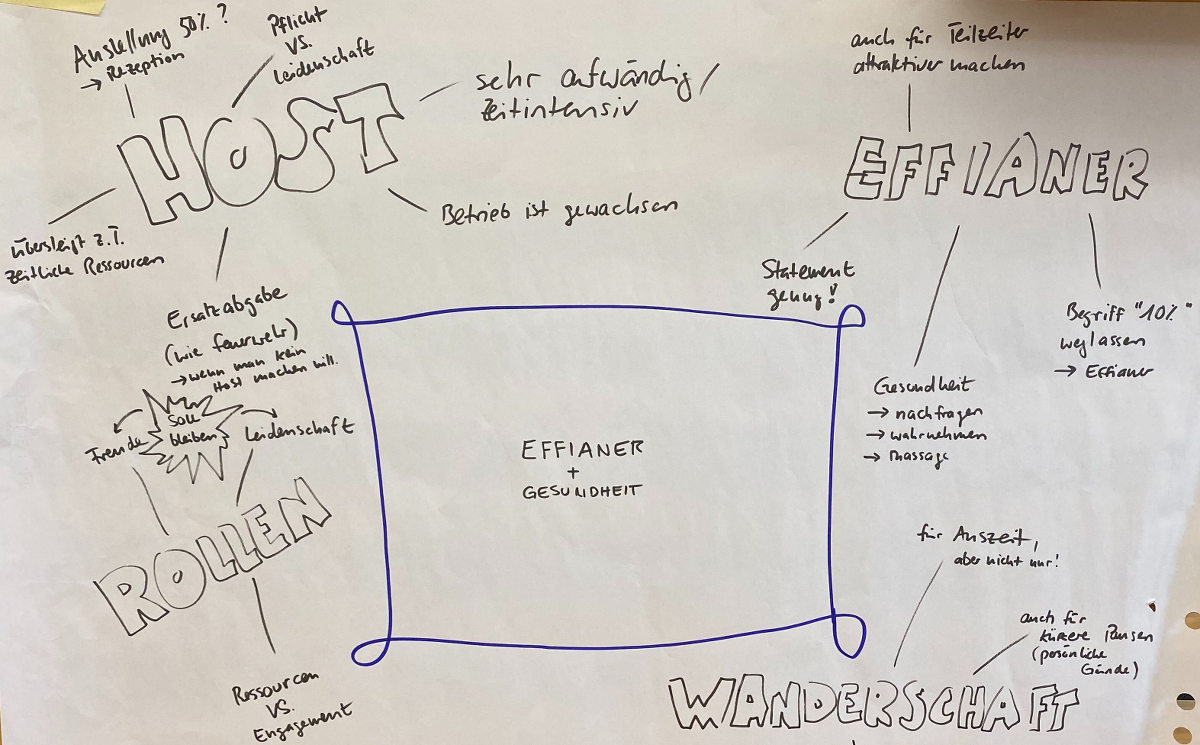 Anstellung 50% ?
→ Rezeption
Pflicht
vs.
Leidenschaft
HOST
sehr aufwändig /
zeitintensiv
Betrieb ist gewachsen
übersteigt z.T.
zeitliche Ressourcen
Ersatzabgabe
(wie feuerwehr)
→ wenn man kein
Host machen will.
Soll
bleiben
Freude
Leidenschaft
ROLLEN
Ressourcen
vs.
Engagement
EFFIANER
+
GESUNDHEIT
auch für Teilzeiter
attraktiver machen
EFFIANER
Statement
genug!
Begriff "10%"
weglassen
→ Effianer
Gesundheit
→ nachfragen
→ wahrnehmen
→ Massage
für Auszeit,
aber nicht nur!
auch für
kürzere Pausen
(persönliche
Gründe)
WANDERSCHAFT